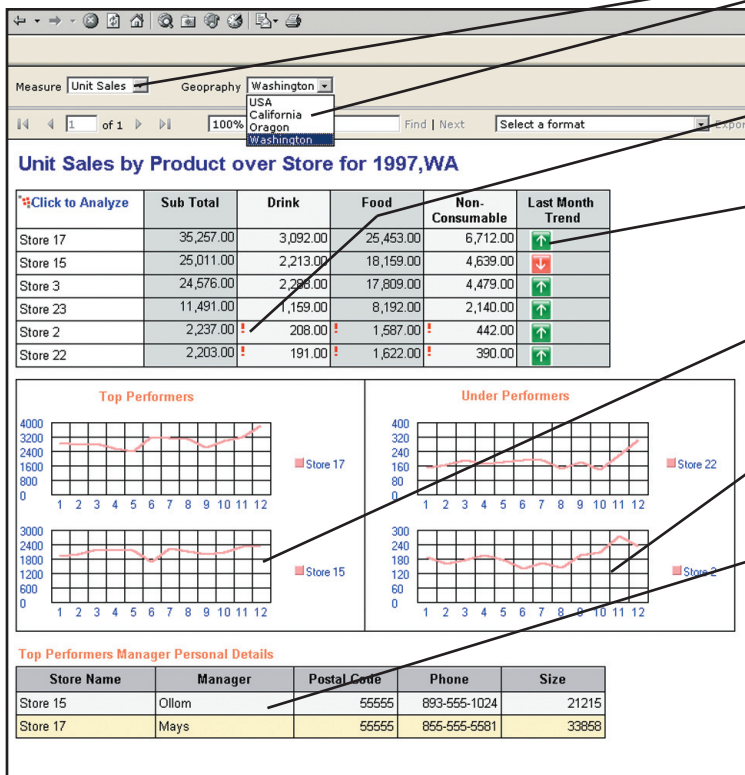 Measure Unit Sales Geopraphy Washington
USA
California
Oragon
Washington
1 of 1 100% Find | Next Select a format Expor
Unit Sales by Product over Store for 1997,WA
Click to Analyze Sub Total Drink Food Non-Consumable Last Month Trend
Store 17 35,257.00 3,092.00 25,453.00 6,712.00
Store 15 25,011.00 2,213.00 18,159.00 4,639.00
Store 3 24,576.00 2,288.00 17,809.00 4,479.00
Store 23 11,491.00 1,159.00 8,192.00 2,140.00
Store 2 2,237.00 ! 208.00 ! 1,587.00 ! 442.00
Store 22 2,203.00 ! 191.00 ! 1,622.00 ! 390.00
Top Performers
4000
3200
2400
1600
800
0
1 2 3 4 5 6 7 8 9 10 11 12
Store 17
3000
2400
1800
1200
600
0
1 2 3 4 5 6 7 8 9 10 11 12
Store 15
Under Performers
400
320
240
160
80
0
1 2 3 4 5 6 7 8 9 10 11 12
Store 22
300
240
180
120
60
0
1 2 3 4 5 6 7 8 9 10 11 12
Store 2
Top Performers Manager Personal Details
Store Name Manager Postal Code Phone Size
Store 15 Ollom 55555 893-555-1024 21215
Store 17 Mays 55555 855-555-5581 33858